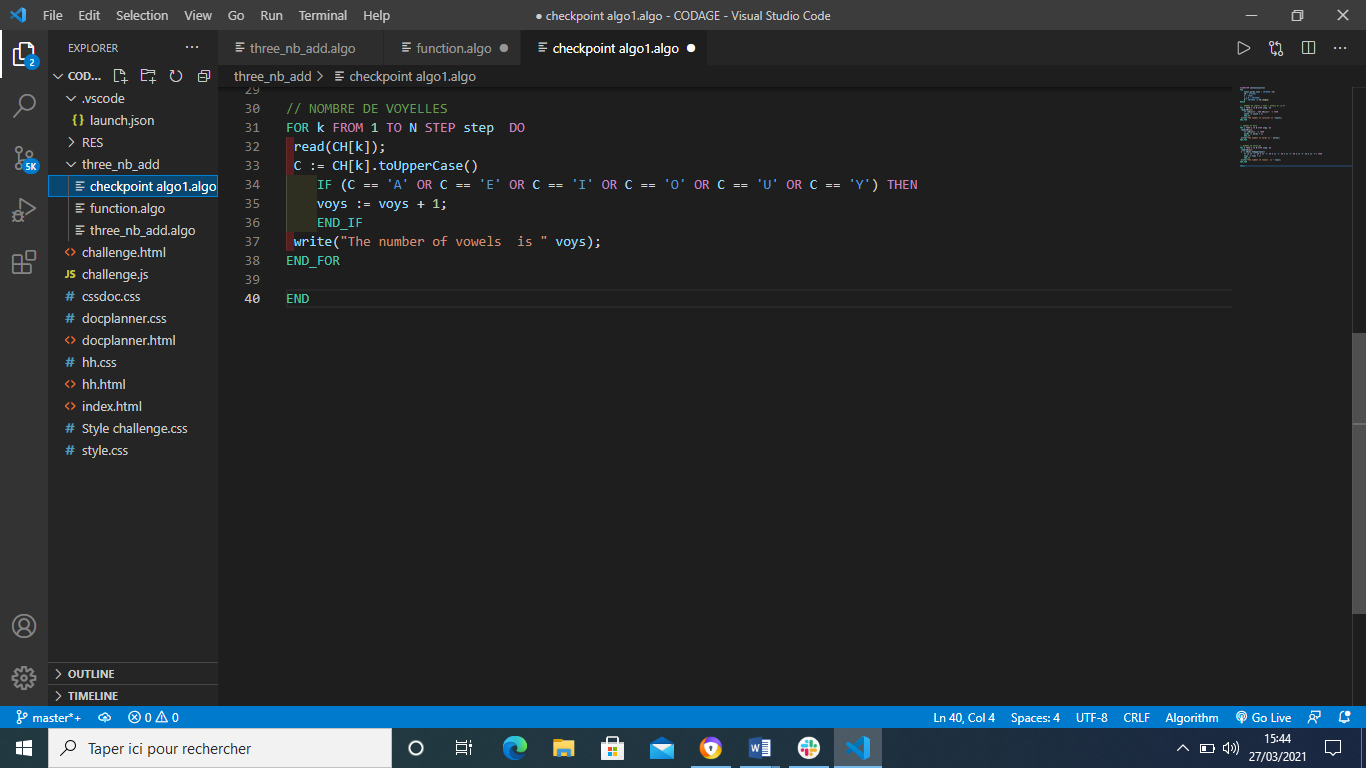 File Edit Selection View Go Run Terminal Help ● checkpoint algo1.algo - CODAGE - Visual Studio Code
EXPLORER ···
three_nb_add.algo function.algo ● checkpoint algo1.algo ●
2
COD...
three_nb_add > checkpoint algo1.algo
.vscode
{} launch.json
RES
5K
three_nb_add
checkpoint algo1.algo
function.algo
three_nb_add.algo
<> challenge.html
JS challenge.js
# cssdoc.css
# docplanner.css
<> docplanner.html
# hh.css
<> hh.html
<> index.html
# Style challenge.css
# style.css
OUTLINE
TIMELINE
29
30 // NOMBRE DE VOYELLES
31 FOR k FROM 1 TO N STEP step  DO
32 read(CH[k]);
33 C := CH[k].toUpperCase()
34 IF (C == 'A' OR C == 'E' OR C == 'I' OR C == 'O' OR C == 'U' OR C == 'Y') THEN
35 voys := voys + 1;
36 END_IF
37 write("The number of vowels  is " voys);
38 END_FOR
39
40 END
master*+ 0 0 Ln 40, Col 4 Spaces: 4 UTF-8 CRLF Algorithm Go Live
Taper ici pour rechercher
15:44
27/03/2021